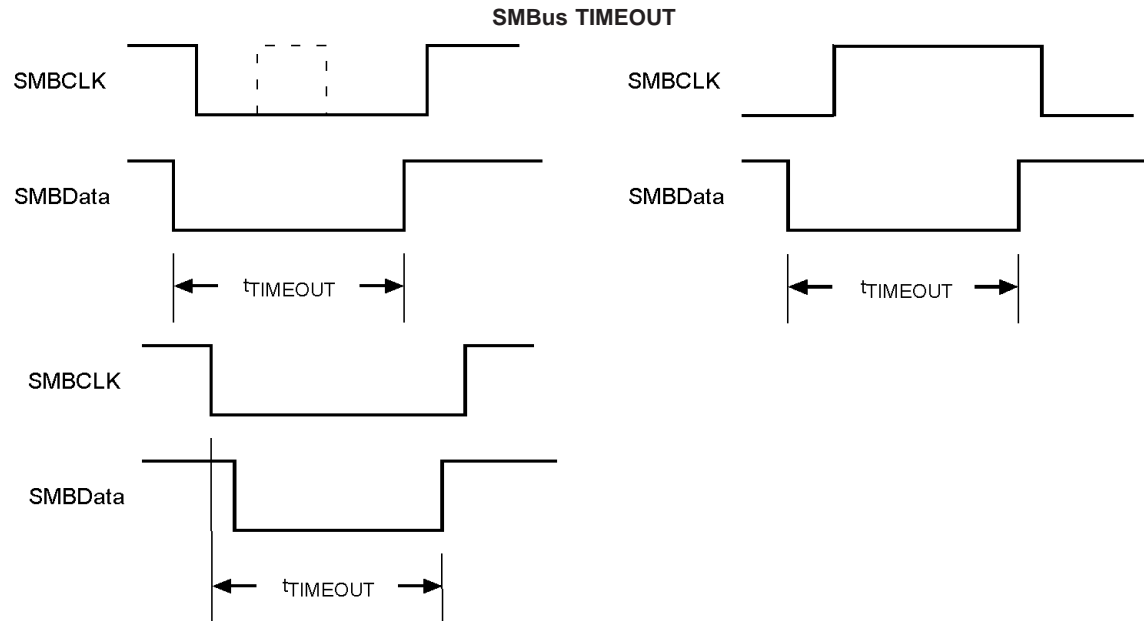 SMBus TIMEOUT
SMBCLK
SMBData
tTIMEOUT
SMBCLK
SMBData
tTIMEOUT
SMBCLK
SMBData
tTIMEOUT